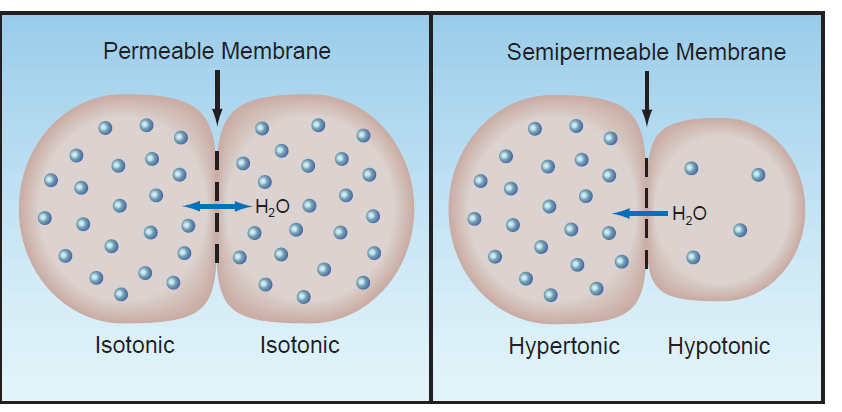 Permeable Membrane
H₂O
Isotonic
Isotonic
Semipermeable Membrane
H₂O
Hypertonic
Hypotonic